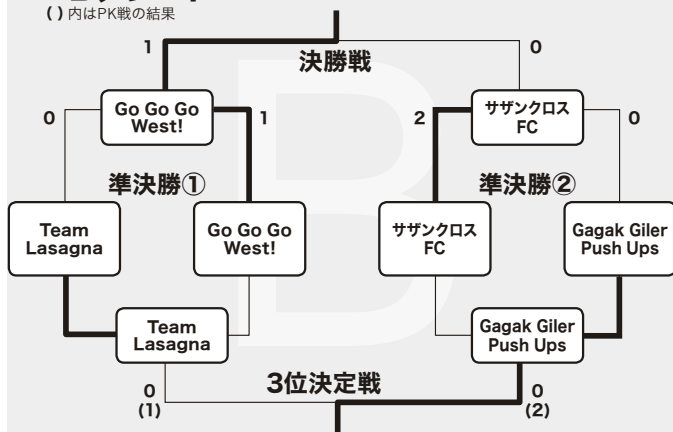 ( ) 内はPK戦の結果
1
0
決勝戦
0
Go Go Go
West!
1
2
サザンクロス
FC
0
準決勝①
準決勝②
Team
Lasagna
Go Go Go
West!
サザンクロス
FC
Gagak Giler
Push Ups
Team
Lasagna
Gagak Giler
Push Ups
0
(1)
3位決定戦
0
(2)
B